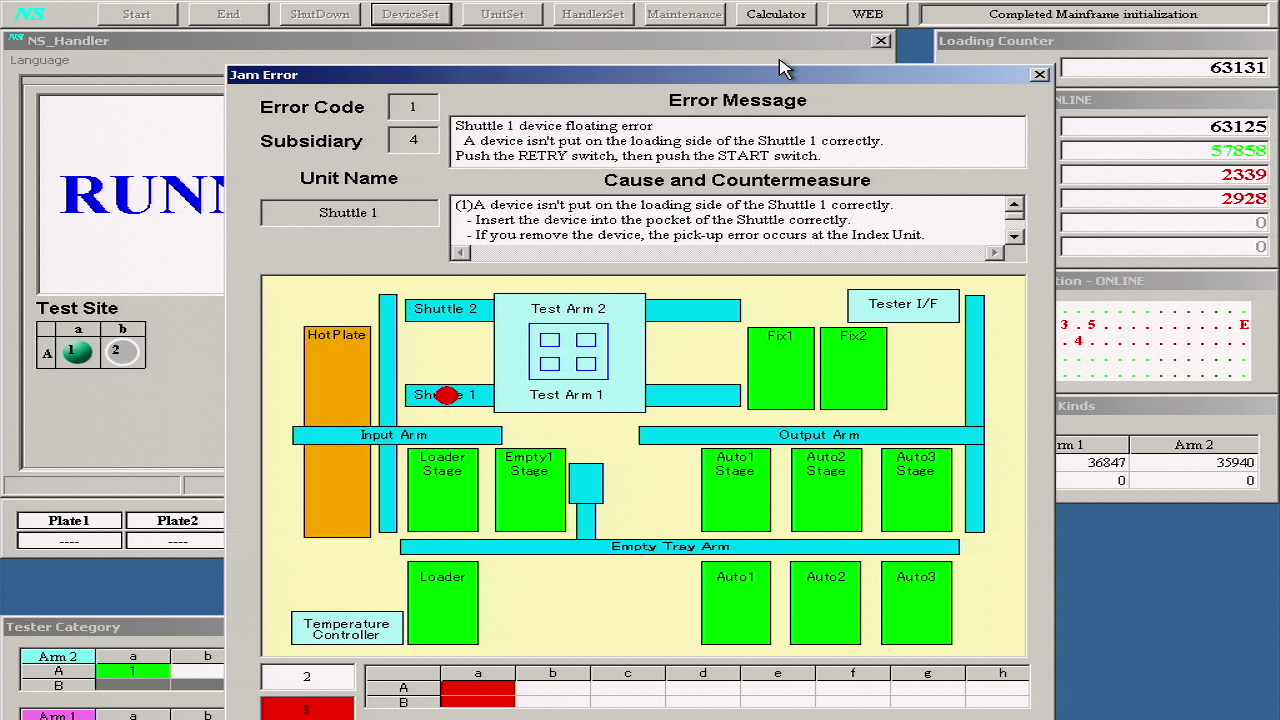 NS Start End ShutDown DeviceSet UnitSet HandlerSet Maintenance Calculator WEB Completed Mainframe initialization
NS NS_Handler
Language
Loading Counter
63131
NLINE
63125
57858
2339
2928
0
0
RUNN
Test Site
a b
A 1 2
Plate1 Plate2
---- ----
Tester Category
Arm 2 a b
A 1
B
Arm 1 a b
Jam Error
Error Code 1
Subsidiary 4
Unit Name
Shuttle 1
Error Message
Shuttle 1 device floating error
A device isn't put on the loading side of the Shuttle 1 correctly.
Push the RETRY switch, then push the START switch.
Cause and Countermeasure
(1)A device isn't put on the loading side of the Shuttle 1 correctly.
- Insert the device into the pocket of the Shuttle correctly.
- If you remove the device, the pick-up error occurs at the Index Unit.
Shuttle 2 Test Arm 2 Tester I/F
HotPlate Fix1 Fix2
Shu e 1 Test Arm 1
Input Arm Output Arm
Loader Stage Empty1 Stage Auto1 Stage Auto2 Stage Auto3 Stage
Empty Tray Arm
Loader Auto1 Auto2 Auto3
Temperature
Controller
2 a b c d e f g h
A
1 B
tion - ONLINE
3 . 5 . . . . . . . E
. 4 . . . . . . . .
Kinds
rm 1 Arm 2
36847 35940
0 0